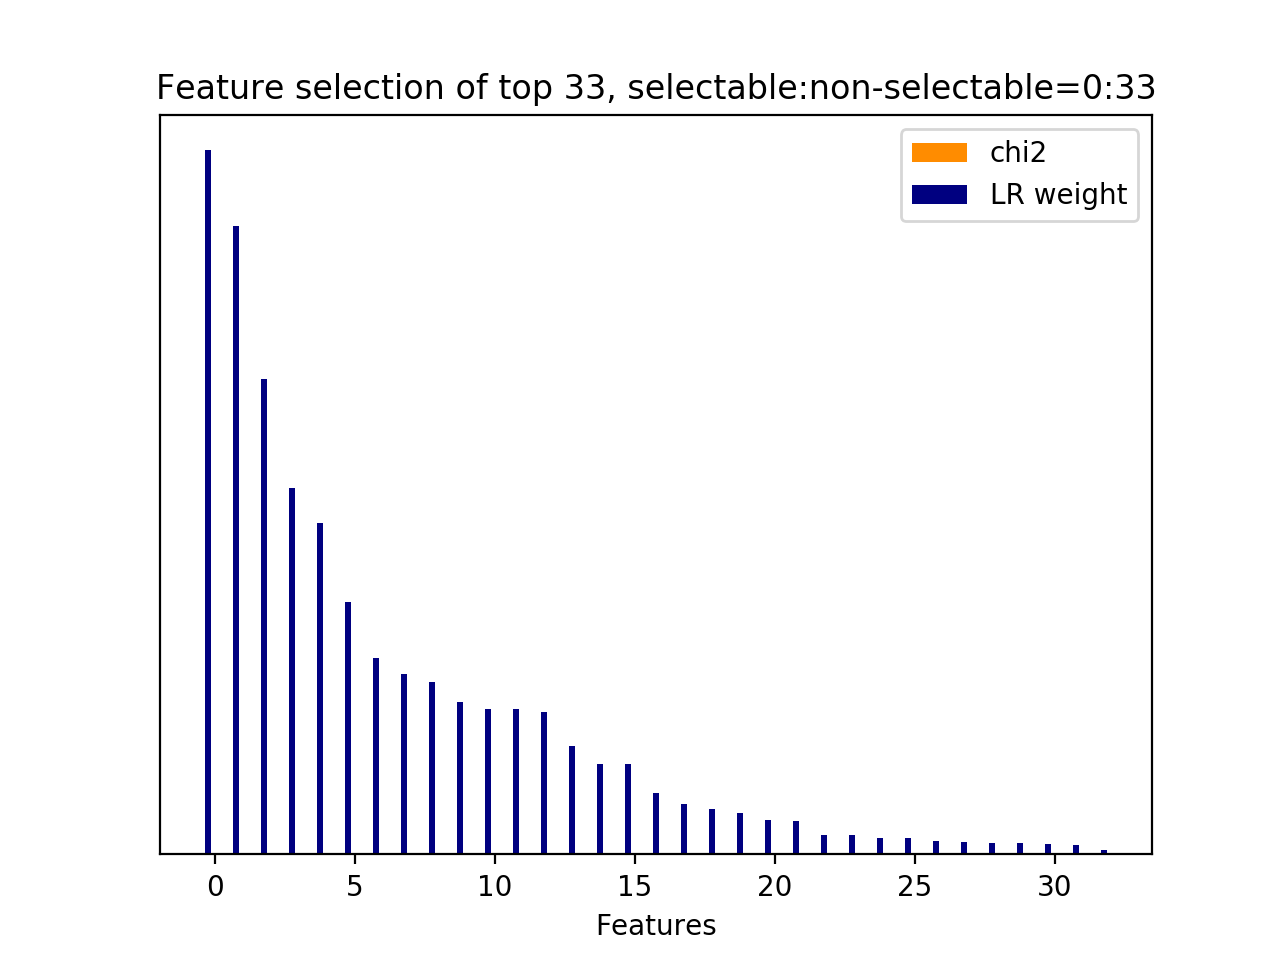 Feature selection of top 33, selectable:non-selectable=0:33
chi2
LR weight
0 5 10 15 20 25 30
Features